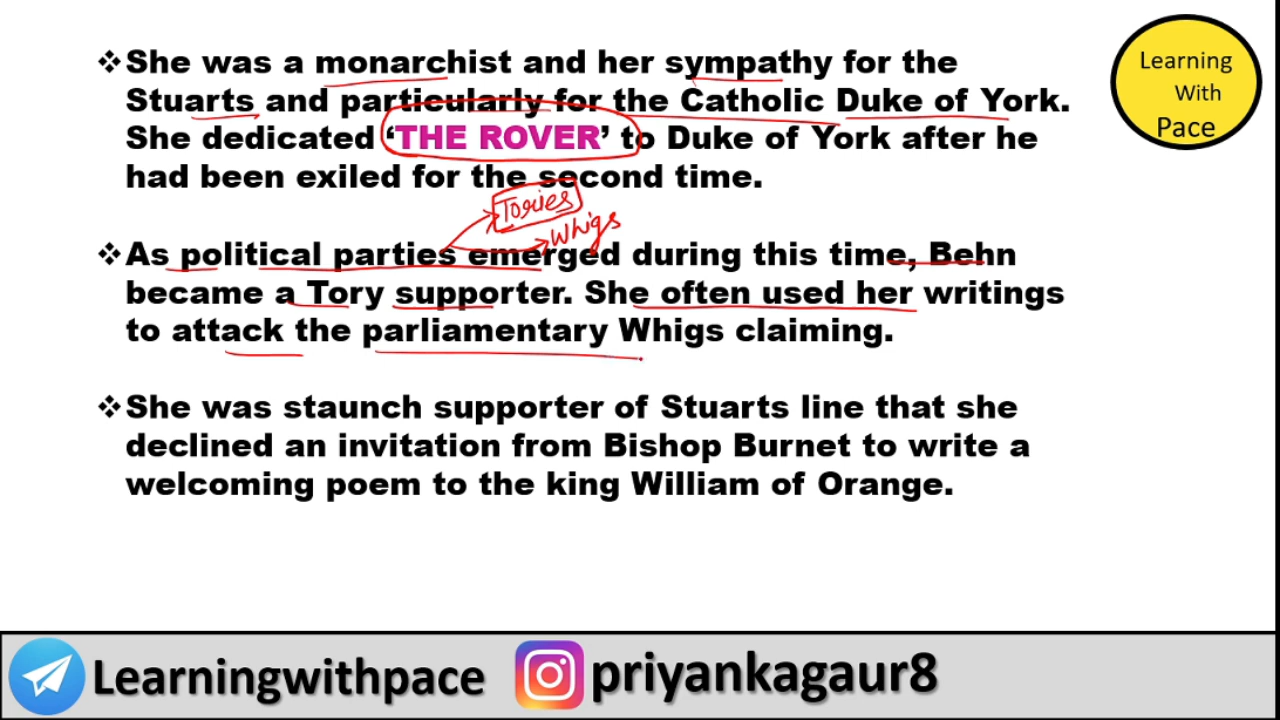 ❖She was a monarchist and her sympathy for the
Stuarts and particularly for the Catholic Duke of York.
She dedicated ‘THE ROVER’ to Duke of York after he
had been exiled for the second time.
Tories
Whigs
❖As political parties emerged during this time, Behn
became a Tory supporter. She often used her writings
to attack the parliamentary Whigs claiming.
❖She was staunch supporter of Stuarts line that she
declined an invitation from Bishop Burnet to write a
welcoming poem to the king William of Orange.
Learning
With
Pace
Learningwithpace
priyankagaur8